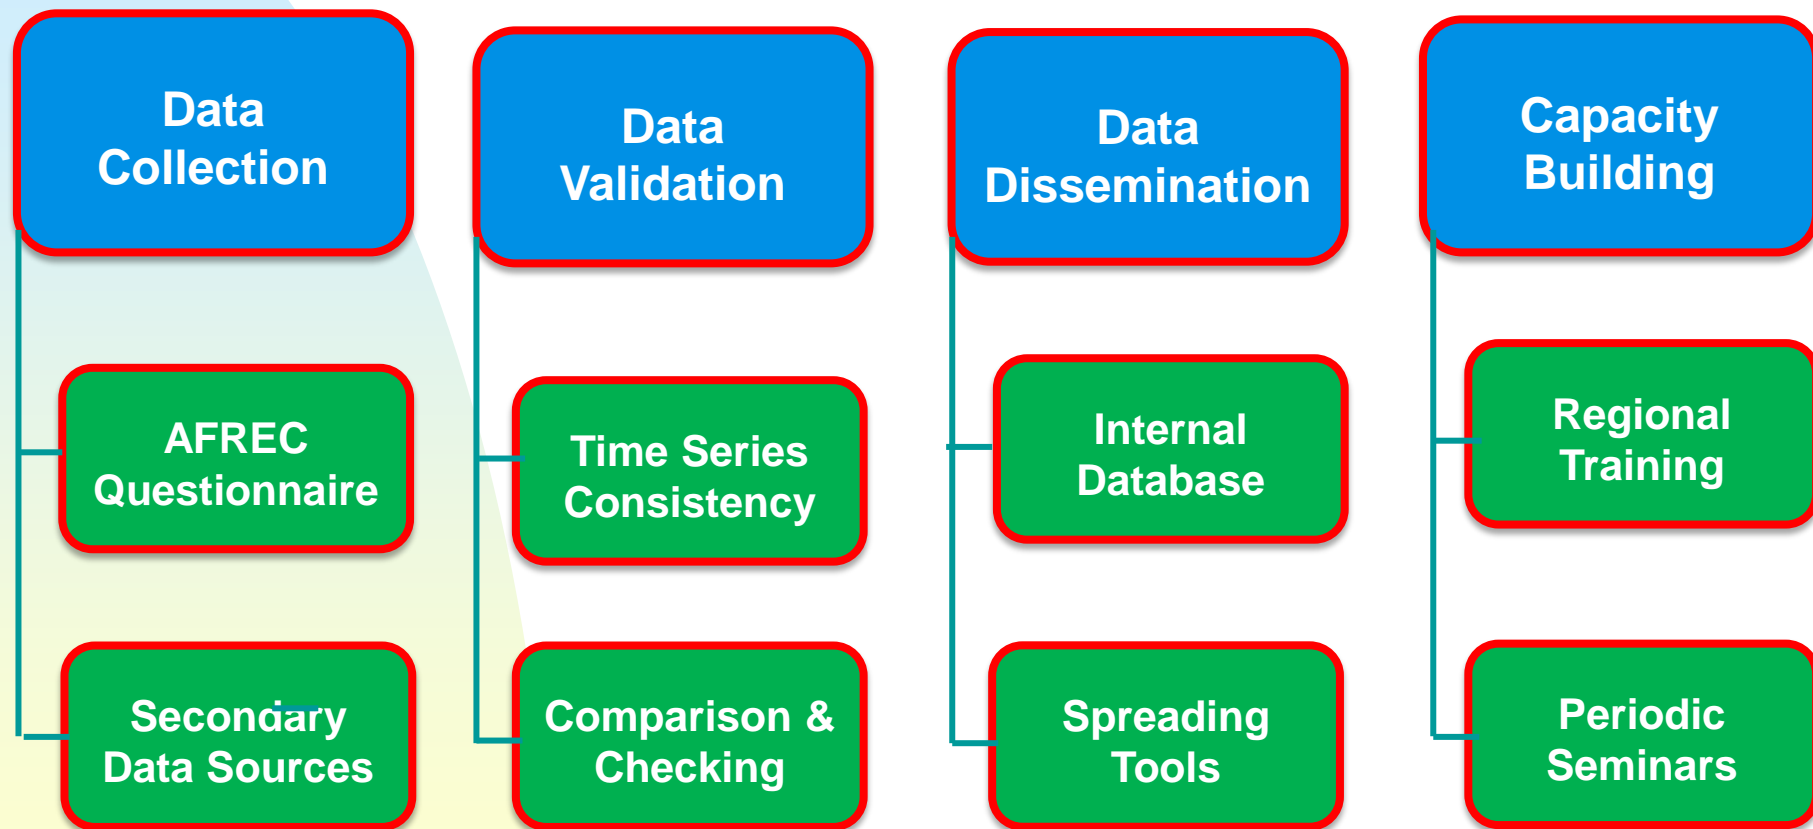 Data
Collection
Data
Validation
Data
Dissemination
Capacity
Building
AFREC
Questionnaire
Time Series
Consistency
Internal
Database
Regional
Training
Secondary
Data Sources
Comparison &
Checking
Spreading
Tools
Periodic
Seminars